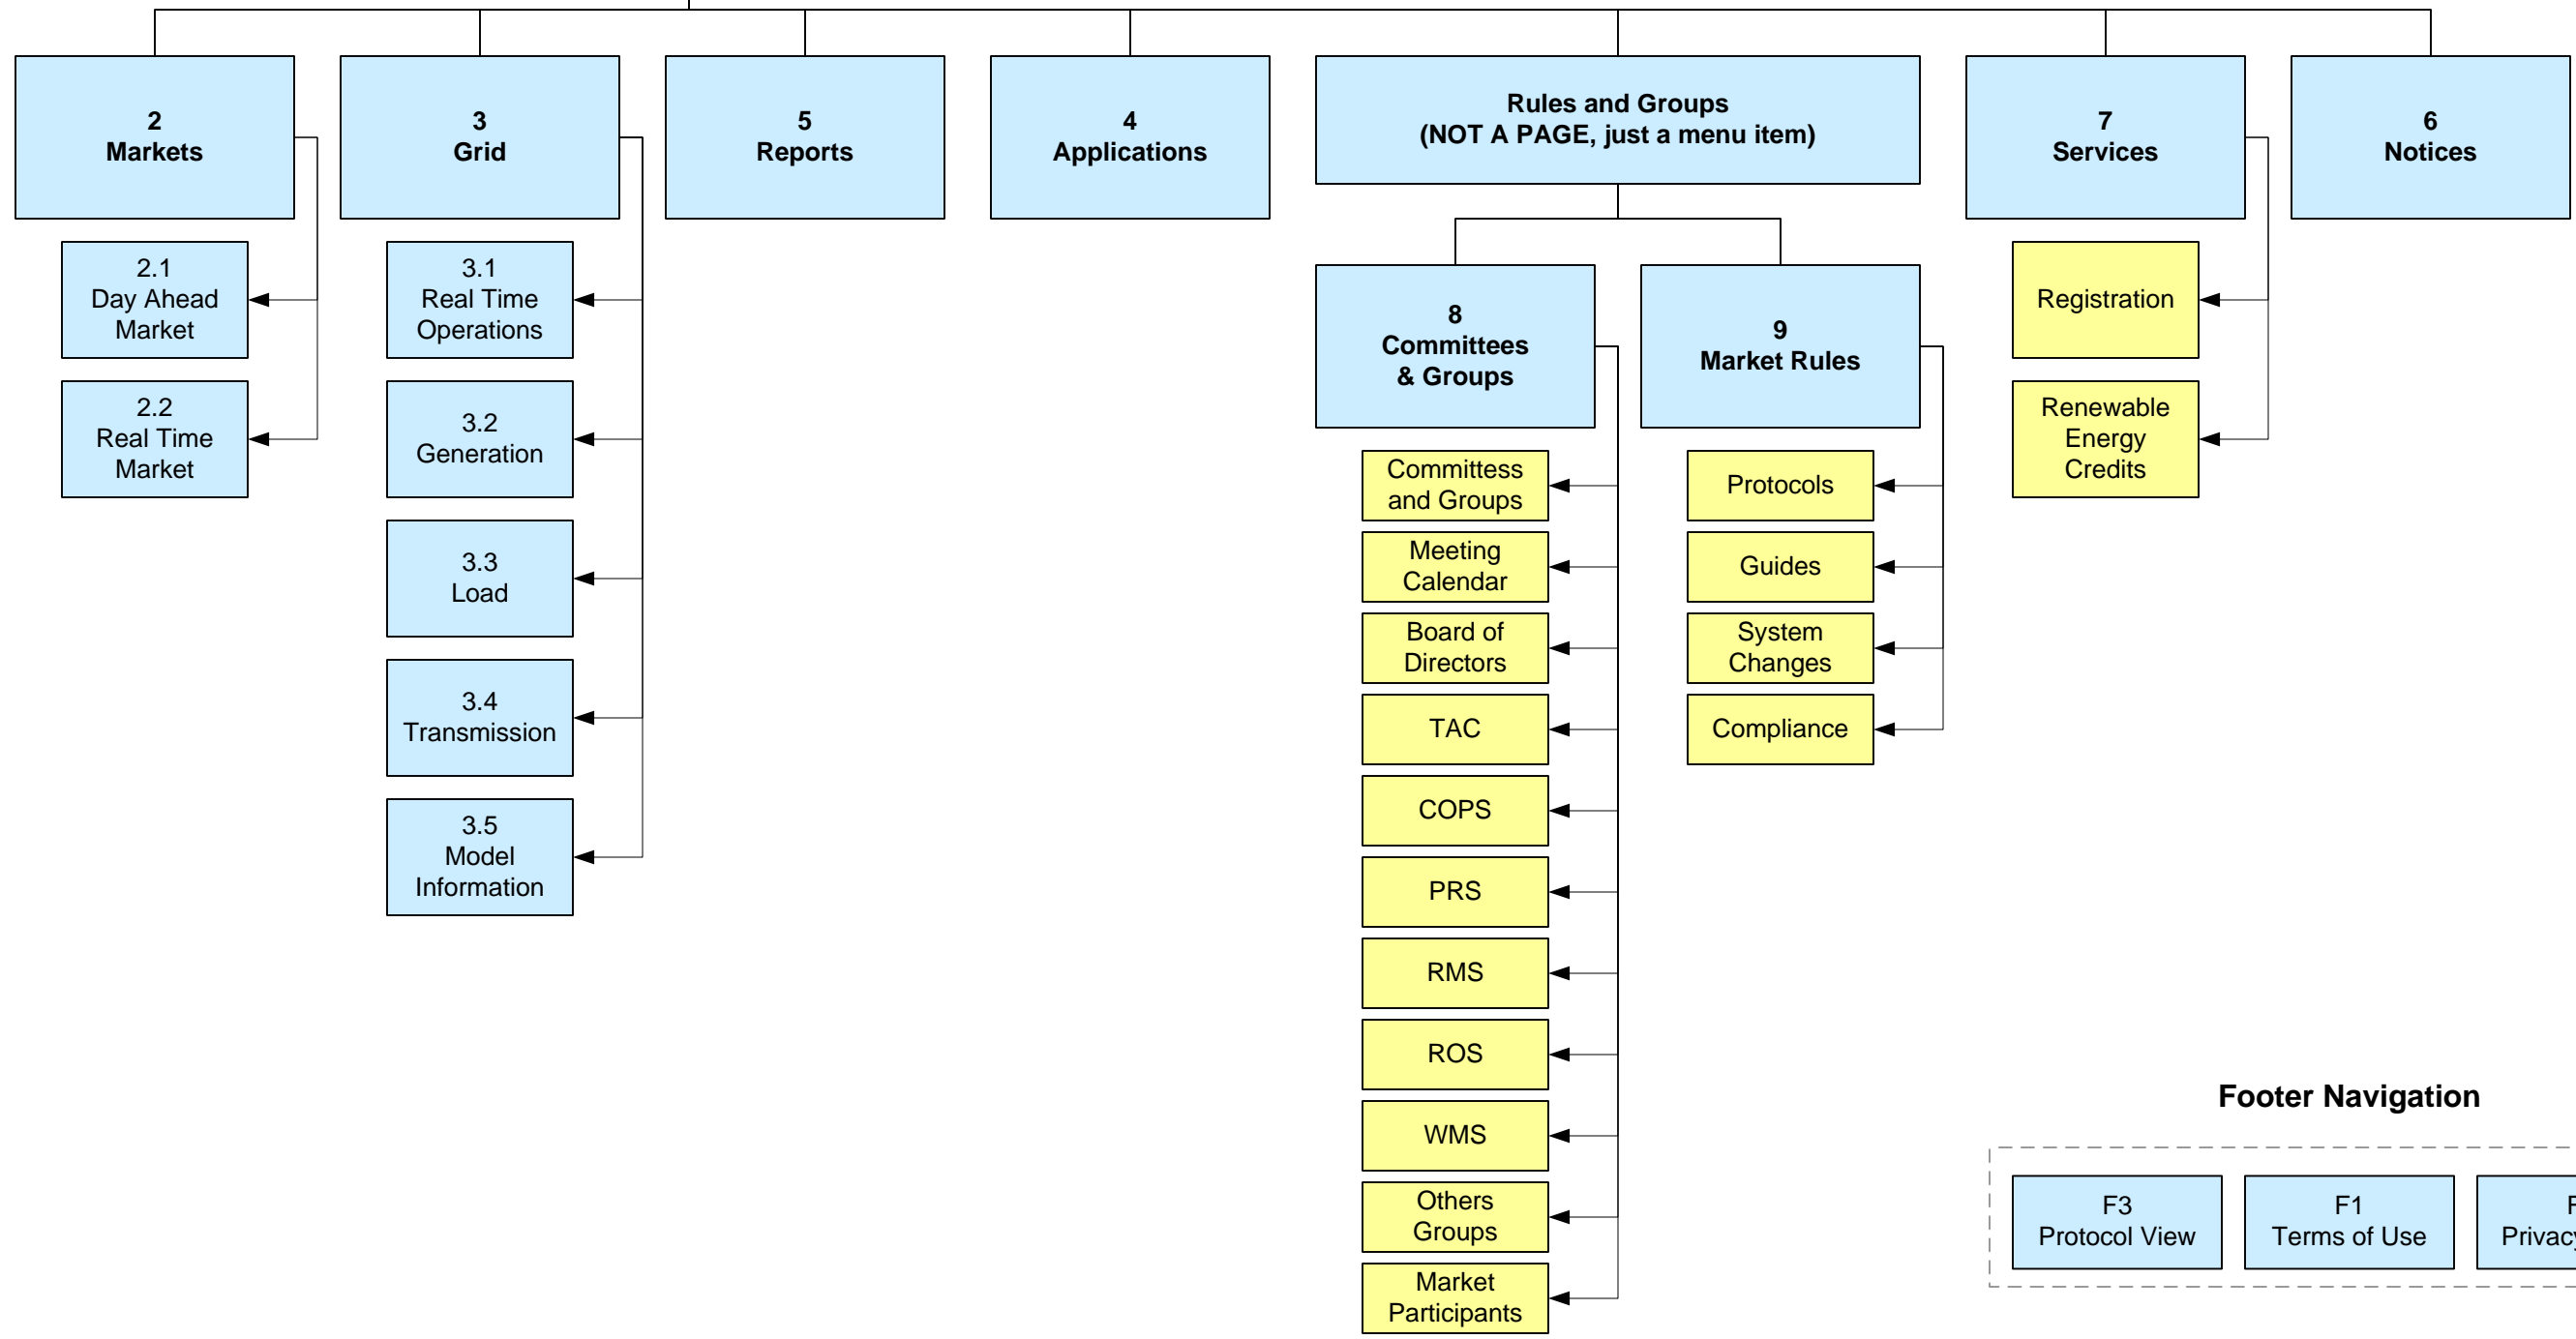 2
Markets
3
Grid
5
Reports
4
Applications
Rules and Groups
(NOT A PAGE, just a menu item)
7
Services
6
Notices
2.1
Day Ahead
Market
2.2
Real Time
Market
3.1
Real Time
Operations
3.2
Generation
3.3
Load
3.4
Transmission
3.5
Model
Information
8
Committees
& Groups
9
Market Rules
Committess
and Groups
Meeting
Calendar
Board of
Directors
TAC
COPS
PRS
RMS
ROS
WMS
Others
Groups
Market
Participants
Protocols
Guides
System
Changes
Compliance
Registration
Renewable
Energy
Credits
Footer Navigation
F3
Protocol View
F1
Terms of Use
Privacy